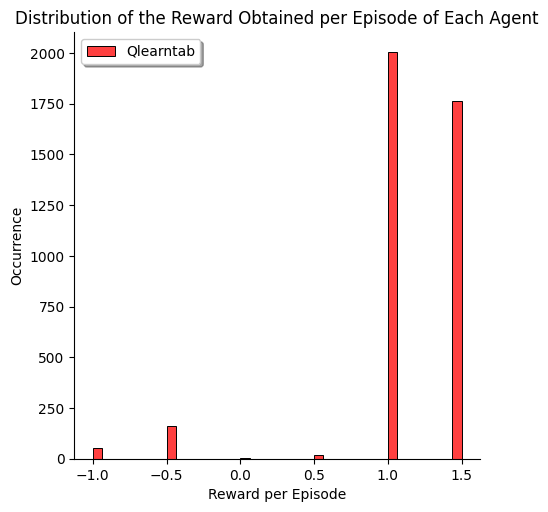 Distribution of the Reward Obtained per Episode of Each Agent
Qlearntab
2000
1750
1500
1250
1000
750
500
250
0
Occurrence
−1.0 −0.5 0.0 0.5 1.0 1.5
Reward per Episode